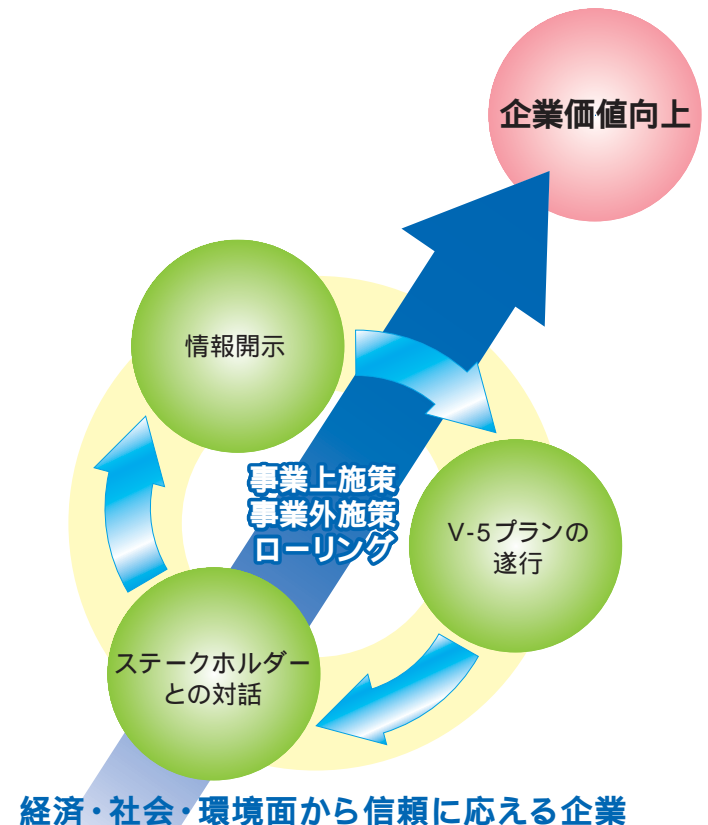 企業価値向上
情報開示
事業上施策
事業外施策
ローリング
V-5プランの
遂行
ステークホルダー
との対話
経済・社会・環境面から信頼に応える企業